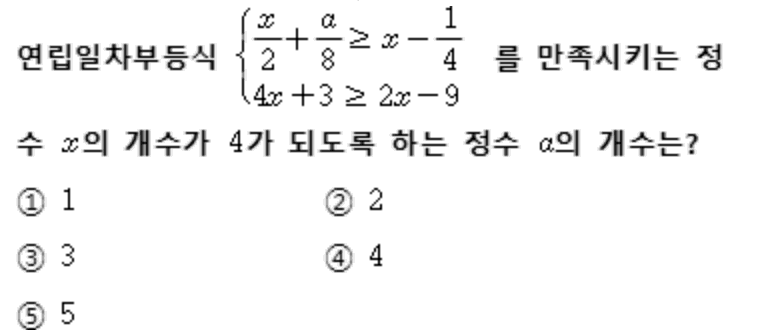 연립일차부등식 { x/2 + a/8 ≥ x - 1/4 를 만족시키는 정
4x+3 ≥ 2x-9
수 x의 개수가 4가 되도록 하는 정수 a의 개수는?
① 1 ② 2
③ 3 ④ 4
⑤ 5